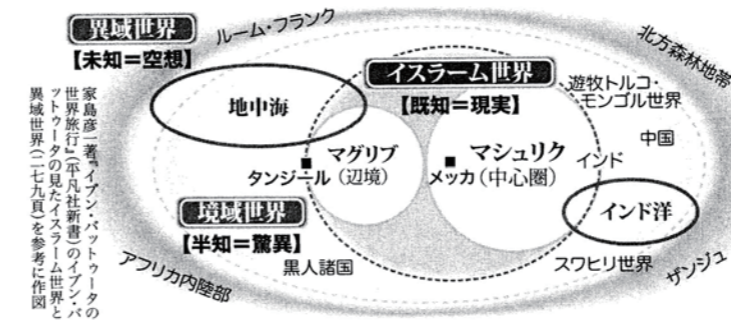 異域世界
【未知=空想】
ルーム・フランク
北方森林地帯
イスラーム世界
【既知=現実】
遊牧トルコ・
モンゴル世界
地中海
中国
マグリブ
(辺境)
マシュリク
(中心圏)
インド
タンジール
メッカ
境域世界
【半知=驚異】
インド洋
黒人諸国
スワヒリ世界
ザンジュ
アフリカ内陸部
家島彦一著『イブン・バットゥータの
世界旅行』(平凡社新書)のイブン・バ
ットゥータの見たイスラーム世界と
異域世界(二七九頁)を参考に作図